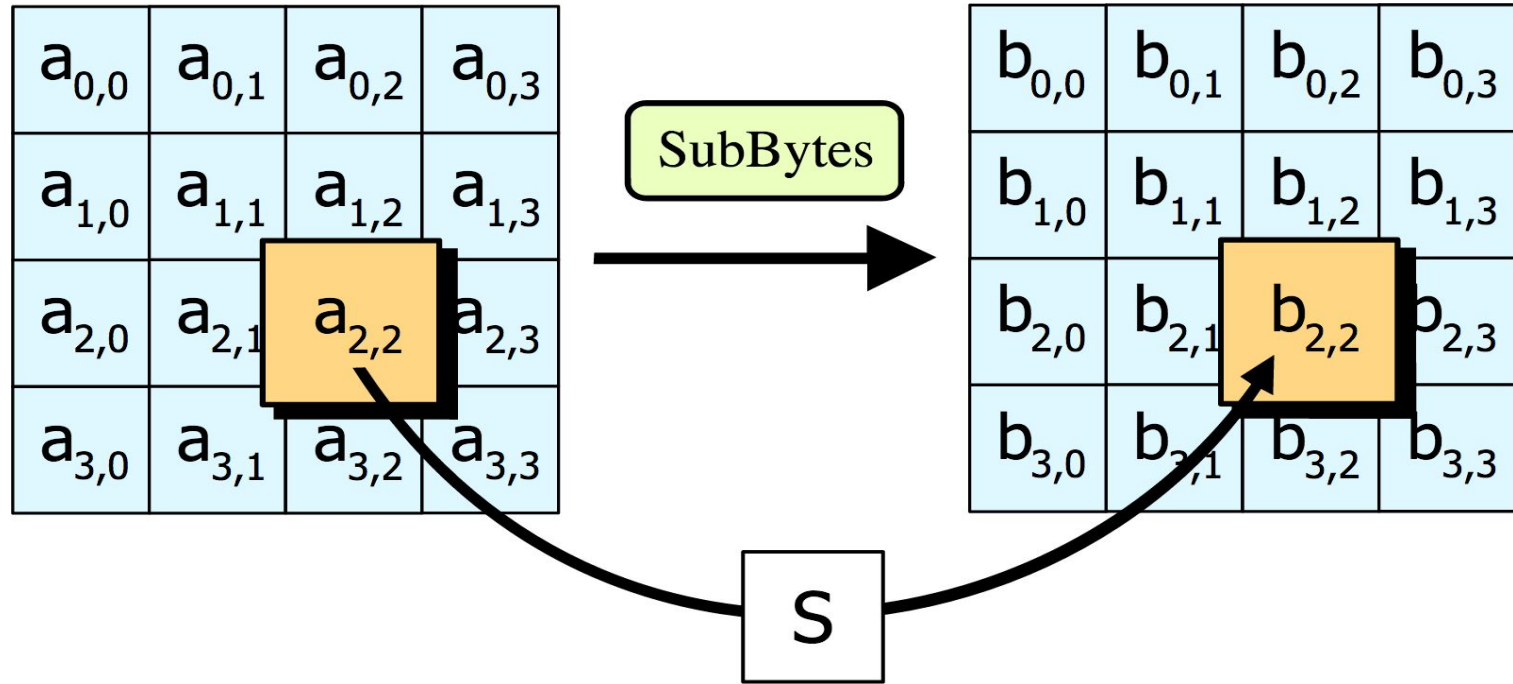 a0,0 a0,1 a0,2 a0,3
a1,0 a1,1 a1,2 a1,3
a2,0 a2,1 a2,2 a2,3
a3,0 a3,1 a3,2 a3,3
SubBytes
b0,0 b0,1 b0,2 b0,3
b1,0 b1,1 b1,2 b1,3
b2,0 b2,1 b2,2 b2,3
b3,0 b3,1 b3,2 b3,3
S